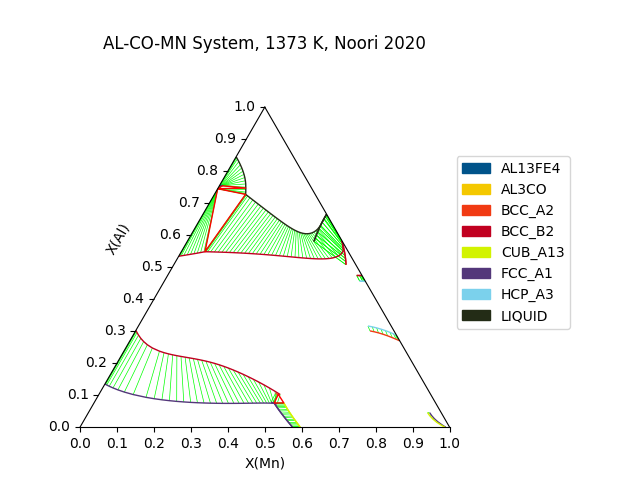 AL-CO-MN System, 1373 K, Noori 2020
1.0
0.9
0.8
0.7
0.6
0.5
0.4
0.3
0.2
0.1
0.0
X(Al)
0.0 0.1 0.2 0.3 0.4 0.5 0.6 0.7 0.8 0.9 1.0
X(Mn)
AL13FE4
AL3CO
BCC_A2
BCC_B2
CUB_A13
FCC_A1
HCP_A3
LIQUID